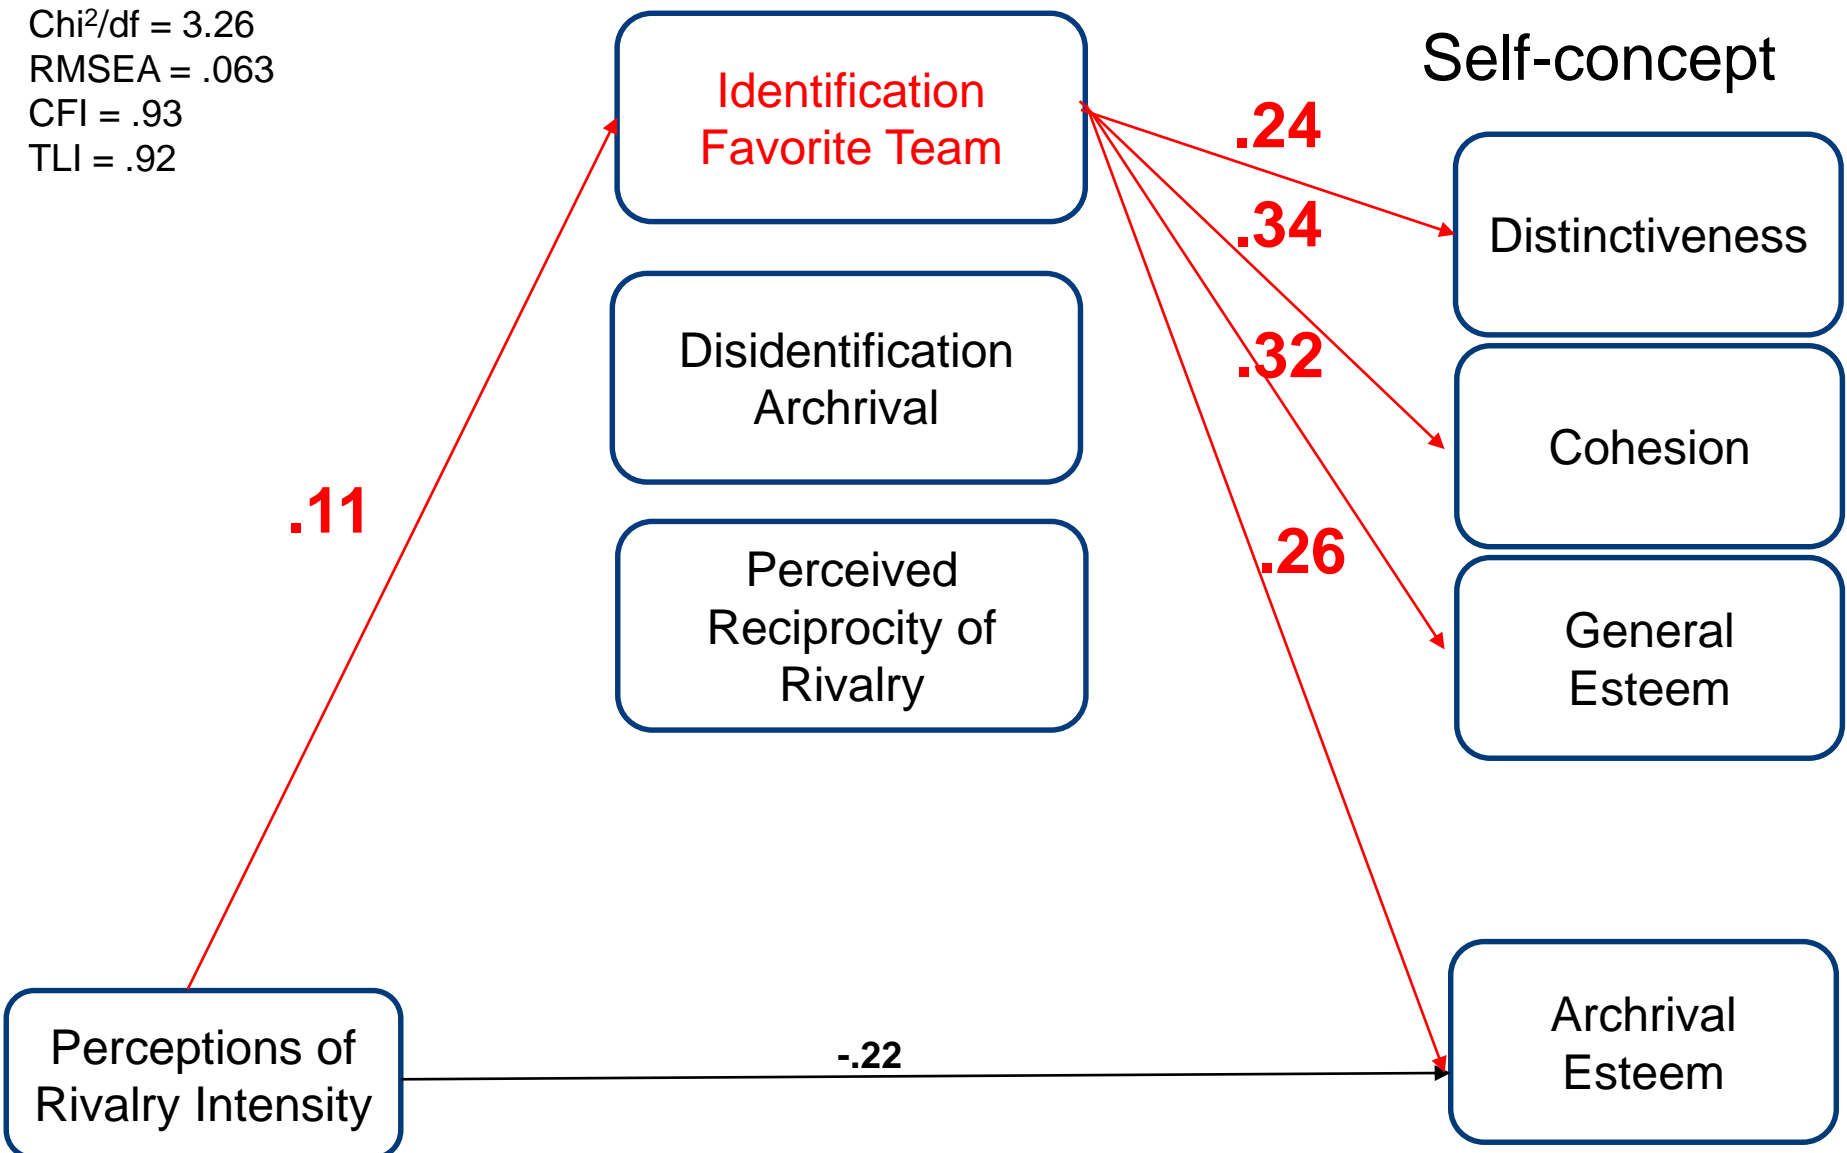 Chi²/df = 3.26
RMSEA = .063
CFI = .93
TLI = .92
Identification
Favorite Team
Self-concept
.24
.34
.32
.26
.11
Disidentification
Archrival
Perceived
Reciprocity of
Rivalry
Distinctiveness
Cohesion
General
Esteem
Perceptions of
Rivalry Intensity
-.22
Archrival
Esteem